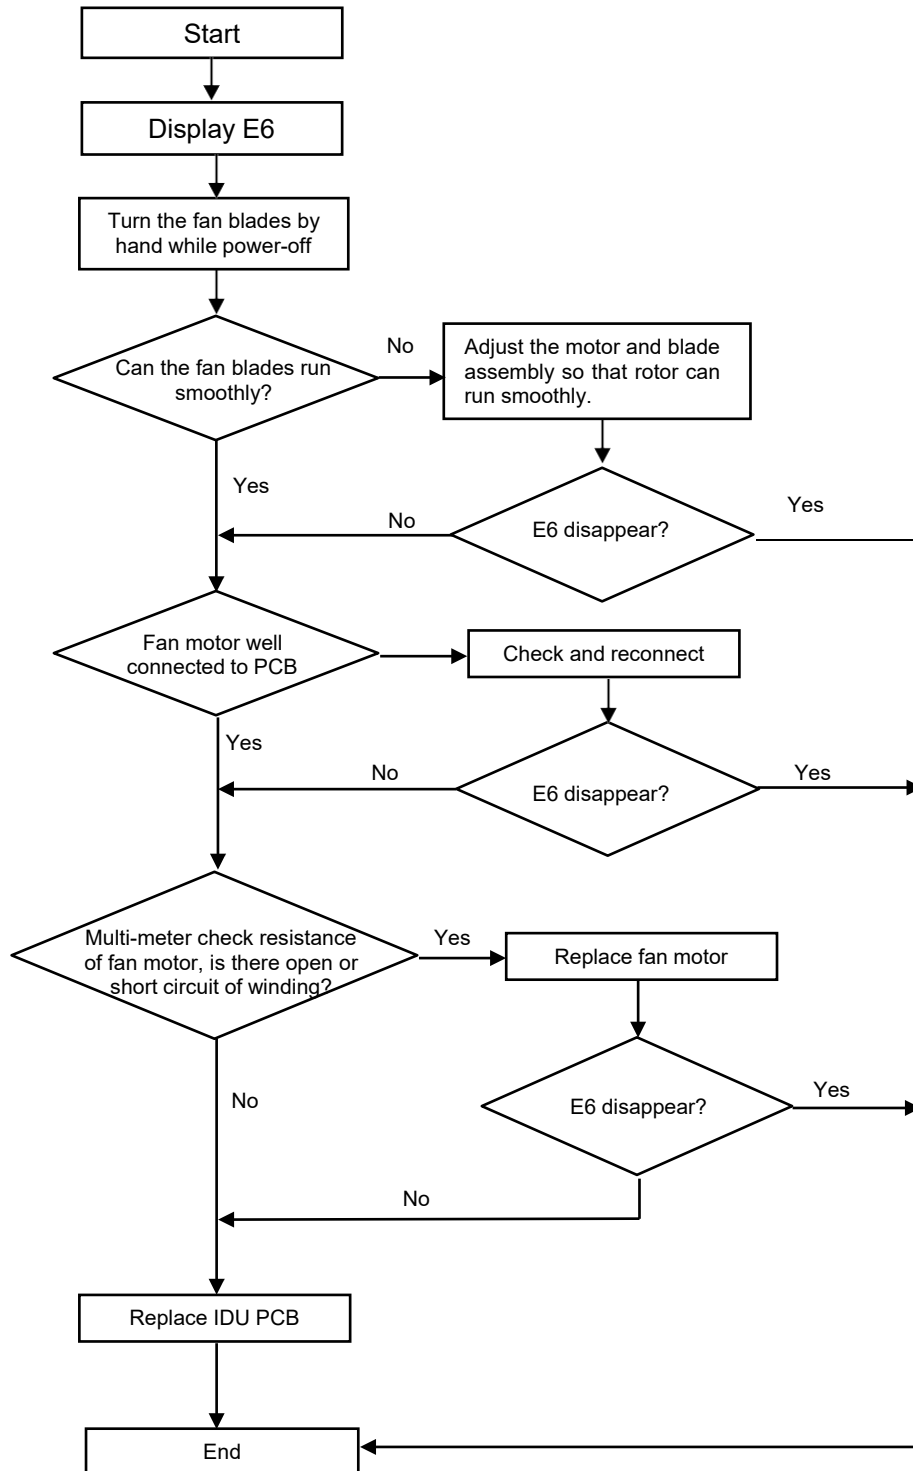 Start
Display E6
Turn the fan blades by
hand while power-off
No
Can the fan blades run
smoothly?
Adjust the motor and blade
assembly so that rotor can
run smoothly.
Yes
No
E6 disappear?
Yes
Fan motor well
connected to PCB
Check and reconnect
Yes
No
E6 disappear?
Yes
Multi-meter check resistance
of fan motor, is there open or
short circuit of winding?
Yes
Replace fan motor
No
E6 disappear?
Yes
No
Replace IDU PCB
End